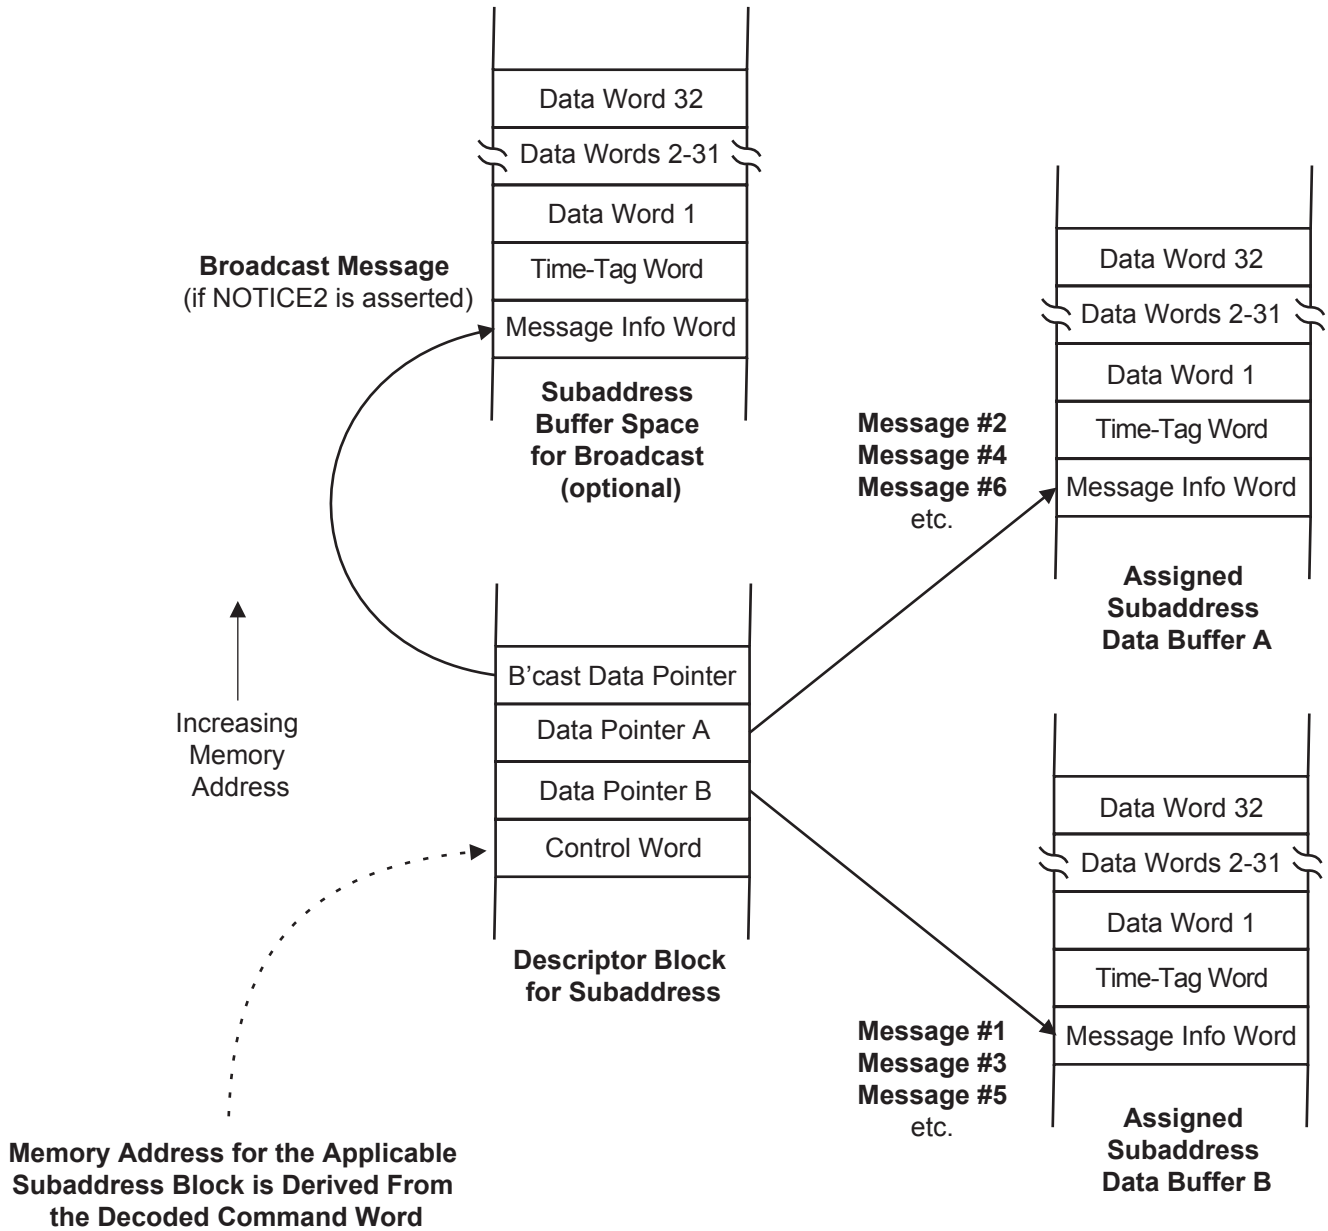 Data Word 32
Data Words 2-31
Data Word 1
Time-Tag Word
Message Info Word
Subaddress
Buffer Space
for Broadcast
(optional)
Broadcast Message
(if NOTICE2 is asserted)
Data Word 32
Data Words 2-31
Data Word 1
Time-Tag Word
Message Info Word
Assigned
Subaddress
Data Buffer A
Message #2
Message #4
Message #6
etc.
Increasing
Memory
Address
B’cast Data Pointer
Data Pointer A
Data Pointer B
Control Word
Descriptor Block
for Subaddress
Data Word 32
Data Words 2-31
Data Word 1
Time-Tag Word
Message Info Word
Assigned
Subaddress
Data Buffer B
Message #1
Message #3
Message #5
etc.
Memory Address for the Applicable
Subaddress Block is Derived From
the Decoded Command Word